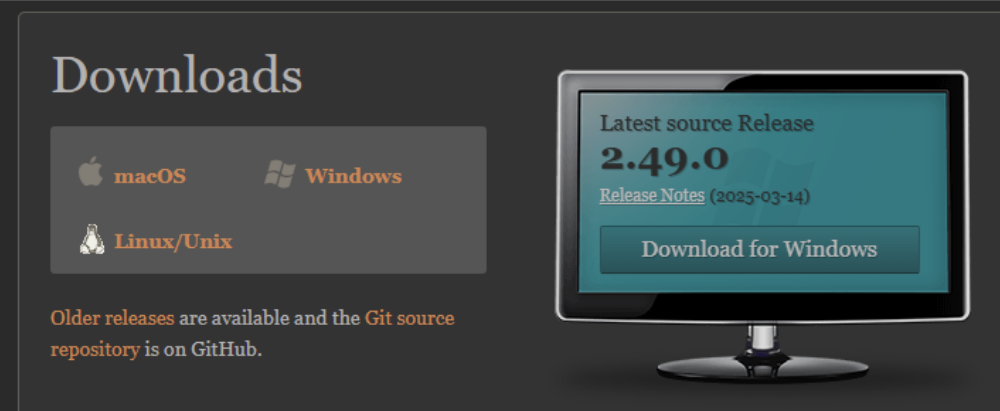 Downloads
macOS
Windows
Linux/Unix
Older releases are available and the Git source
repository is on GitHub.
Latest source Release
2.49.0
Release Notes (2025-03-14)
Download for Windows